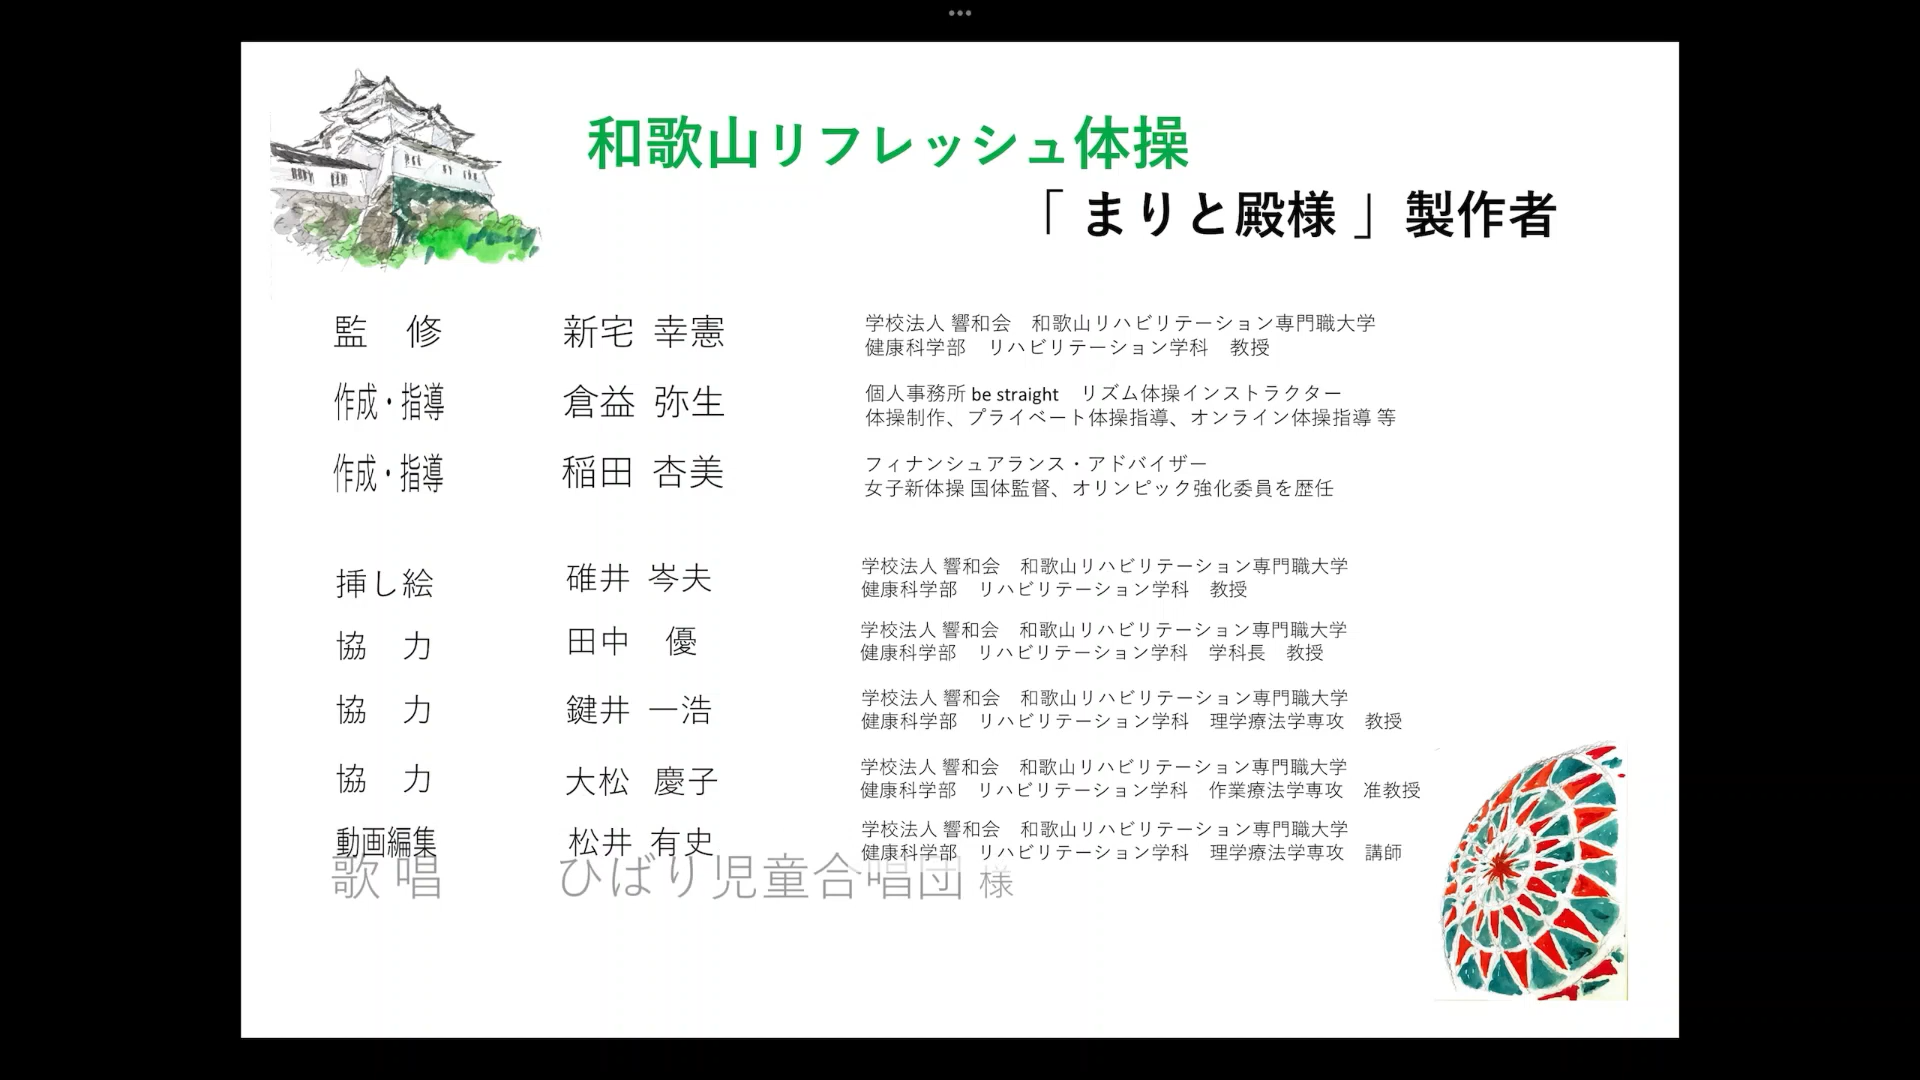 和歌山リフレッシュ体操
「 まりと殿様 」製作者
監　修　新宅 幸憲　学校法人 響和会　和歌山リハビリテーション専門職大学
健康科学部　リハビリテーション学科　教授
作成・指導　倉益 弥生　個人事務所 be straight　リズム体操インストラクター
体操制作、プライベート体操指導、オンライン体操指導 等
作成・指導　稲田 杏美　フィナンシュアランス・アドバイザー
女子新体操 国体監督、オリンピック強化委員を歴任
挿し絵　碓井 岑夫　学校法人 響和会　和歌山リハビリテーション専門職大学
健康科学部　リハビリテーション学科　教授
協　力　田中　優　学校法人 響和会　和歌山リハビリテーション専門職大学
健康科学部　リハビリテーション学科　学科長　教授
協　力　鍵井 一浩　学校法人 響和会　和歌山リハビリテーション専門職大学
健康科学部　リハビリテーション学科　理学療法学専攻　教授
協　力　大松 慶子　学校法人 響和会　和歌山リハビリテーション専門職大学
健康科学部　リハビリテーション学科　作業療法学専攻　准教授
動画編集　松井 有史　学校法人 響和会　和歌山リハビリテーション専門職大学
健康科学部　リハビリテーション学科　理学療法学専攻　講師
歌 唱　ひばり児童合唱団 様